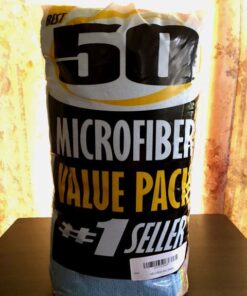 BEST
50
MICROFIBER
VALUE PACK
#1 SELLER